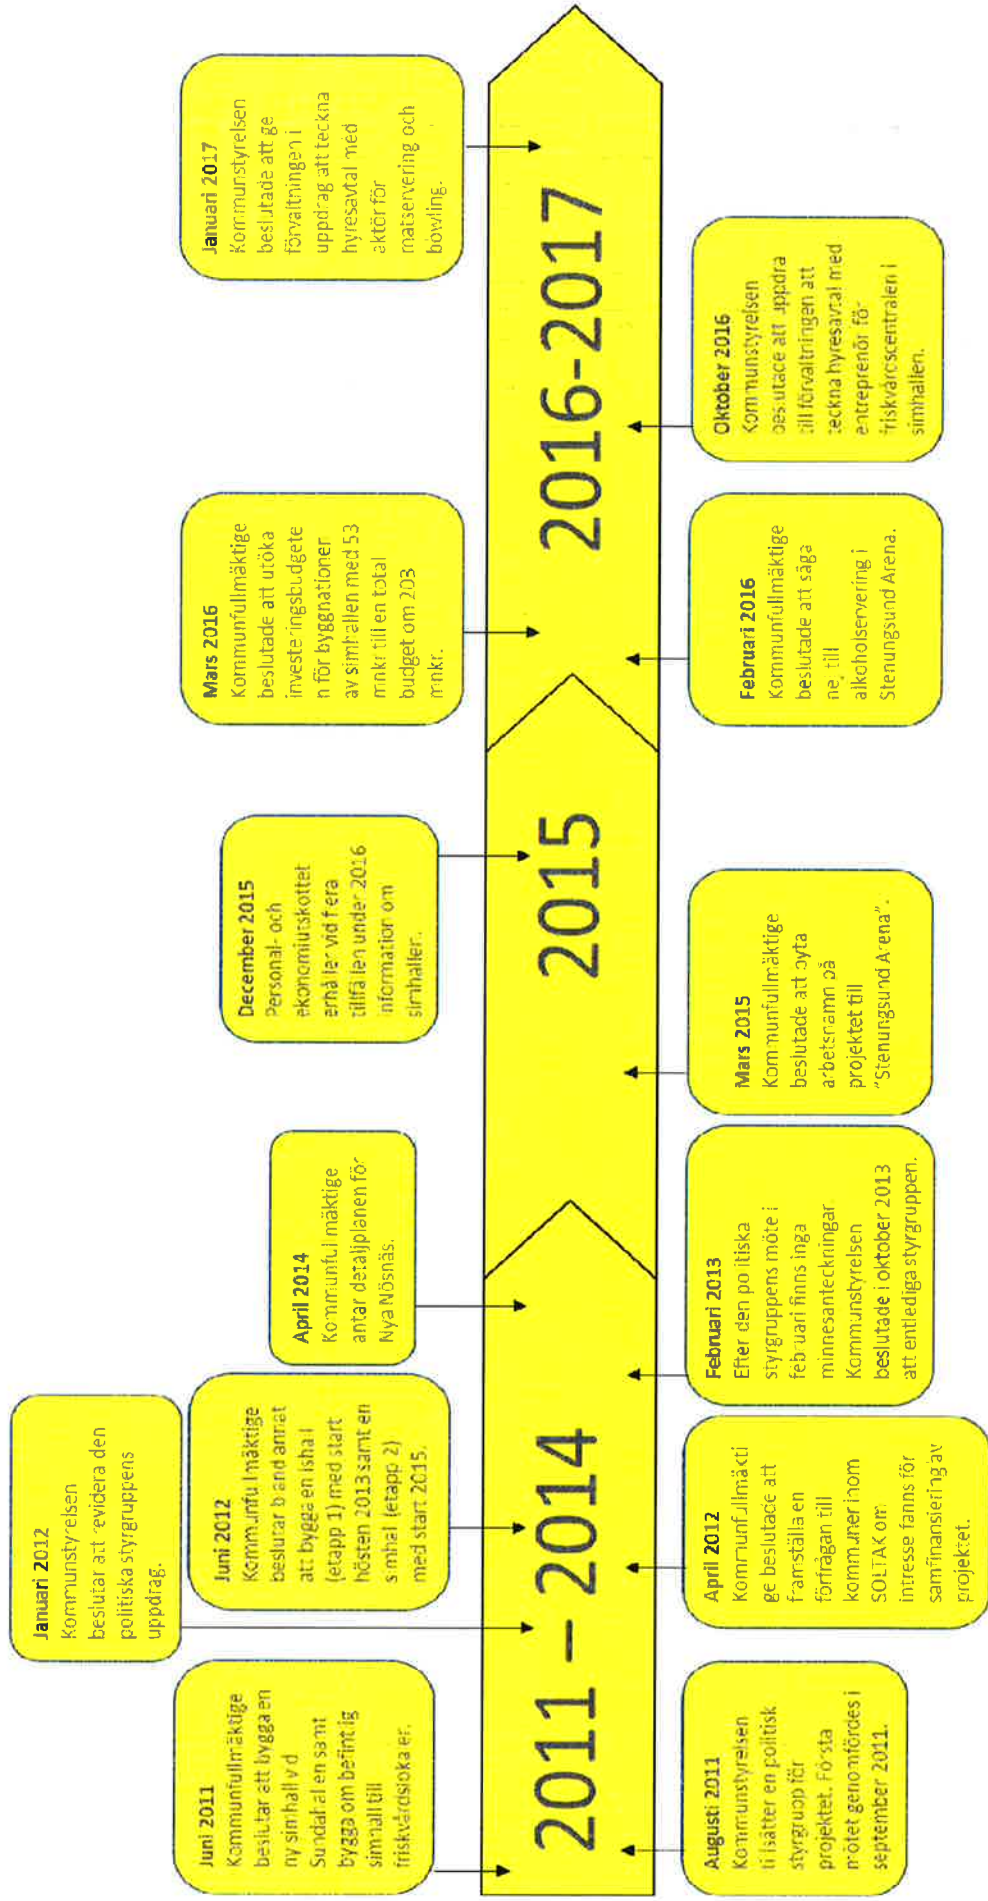 Juni 2011
Kommunfullmäktige
beslutar att bygga en
ny simhall vid
Sundahallen samt
bygga om befintlig
simhall till
friskvårdslokaler.
Januari 2012
Kommunstyrelsen
beslutar att revidera den
politiska styrgruppens
uppdrag.
Juni 2012
Kommunfullmäktige
beslutar bland annat
att bygga en ishall
(etapp 1) med start
hösten 2013 samt en
simhall (etapp 2)
med start 2015.
April 2014
Kommunfullmäktige
antar detaljplanen för
Nya Nösnäs.
December 2015
Personal- och
ekonomiutskottet
erhåller vid flera
tillfällen under 2016
information om
simhallen.
Mars 2016
Kommunfullmäktige
beslutade att utöka
investeringsbudgete
n för byggnationer
av simhallen med 53
mnkr till en total
budget om 203
mnkr.
Januari 2017
Kommunstyrelsen
beslutade att ge
förvaltningen i
uppdrag att teckna
hyresavtal med
aktör för
matservering och
bowling.
2011 – 2014
2015
2016-2017
Augusti 2011
Kommunstyrelsen
tillsätter en politisk
styrgrupp för
projektet. Första
mötet genomfördes i
september 2011.
April 2012
Kommunfullmäkti
ge beslutade att
framställa en
förfrågan till
kommuner inom
SOLTAK om
intresse fanns för
samfinansiering av
projektet.
Februari 2013
Efter den politiska
styrgruppens möte i
februari finns inga
minnesanteckningar.
Kommunstyrelsen
beslutade i oktober 2013
att entlediga styrgruppen.
Mars 2015
Kommunfullmäktige
beslutade att byta
arbetsnamn på
projektet till
"Stenungsund Arena".
Februari 2016
Kommunfullmäktige
beslutade att säga
nej till
alkoholservering i
Stenungsund Arena.
Oktober 2016
Kommunstyrelsen
beslutade att uppdra
till förvaltningen att
teckna hyresavtal med
entreprenör för
friskvårdscentralen i
simhallen.